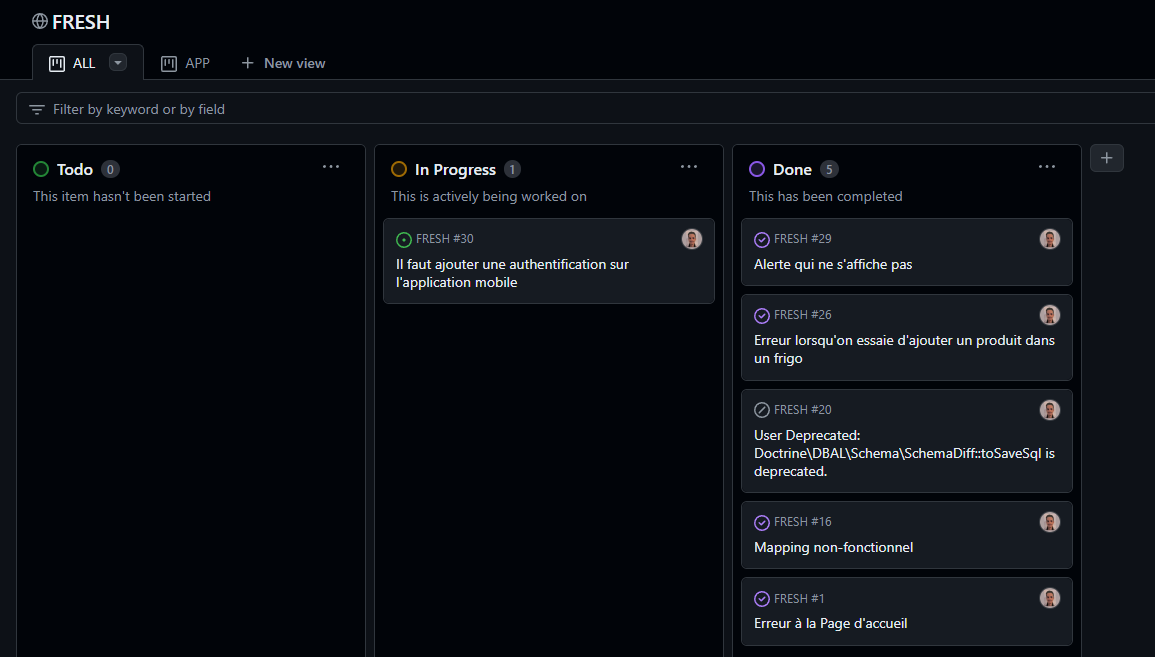 FRESH
ALL
APP
New view
Filter by keyword or by field
Todo 0
This item hasn't been started
In Progress 1
This is actively being worked on
FRESH #30
Il faut ajouter une authentification sur
l'application mobile
Done 5
This has been completed
FRESH #29
Alerte qui ne s'affiche pas
FRESH #26
Erreur lorsqu'on essaie d'ajouter un produit dans
un frigo
FRESH #20
User Deprecated:
Doctrine\DBAL\Schema\SchemaDiff::toSaveSql is
deprecated.
FRESH #16
Mapping non-fonctionnel
FRESH #1
Erreur à la Page d'accueil